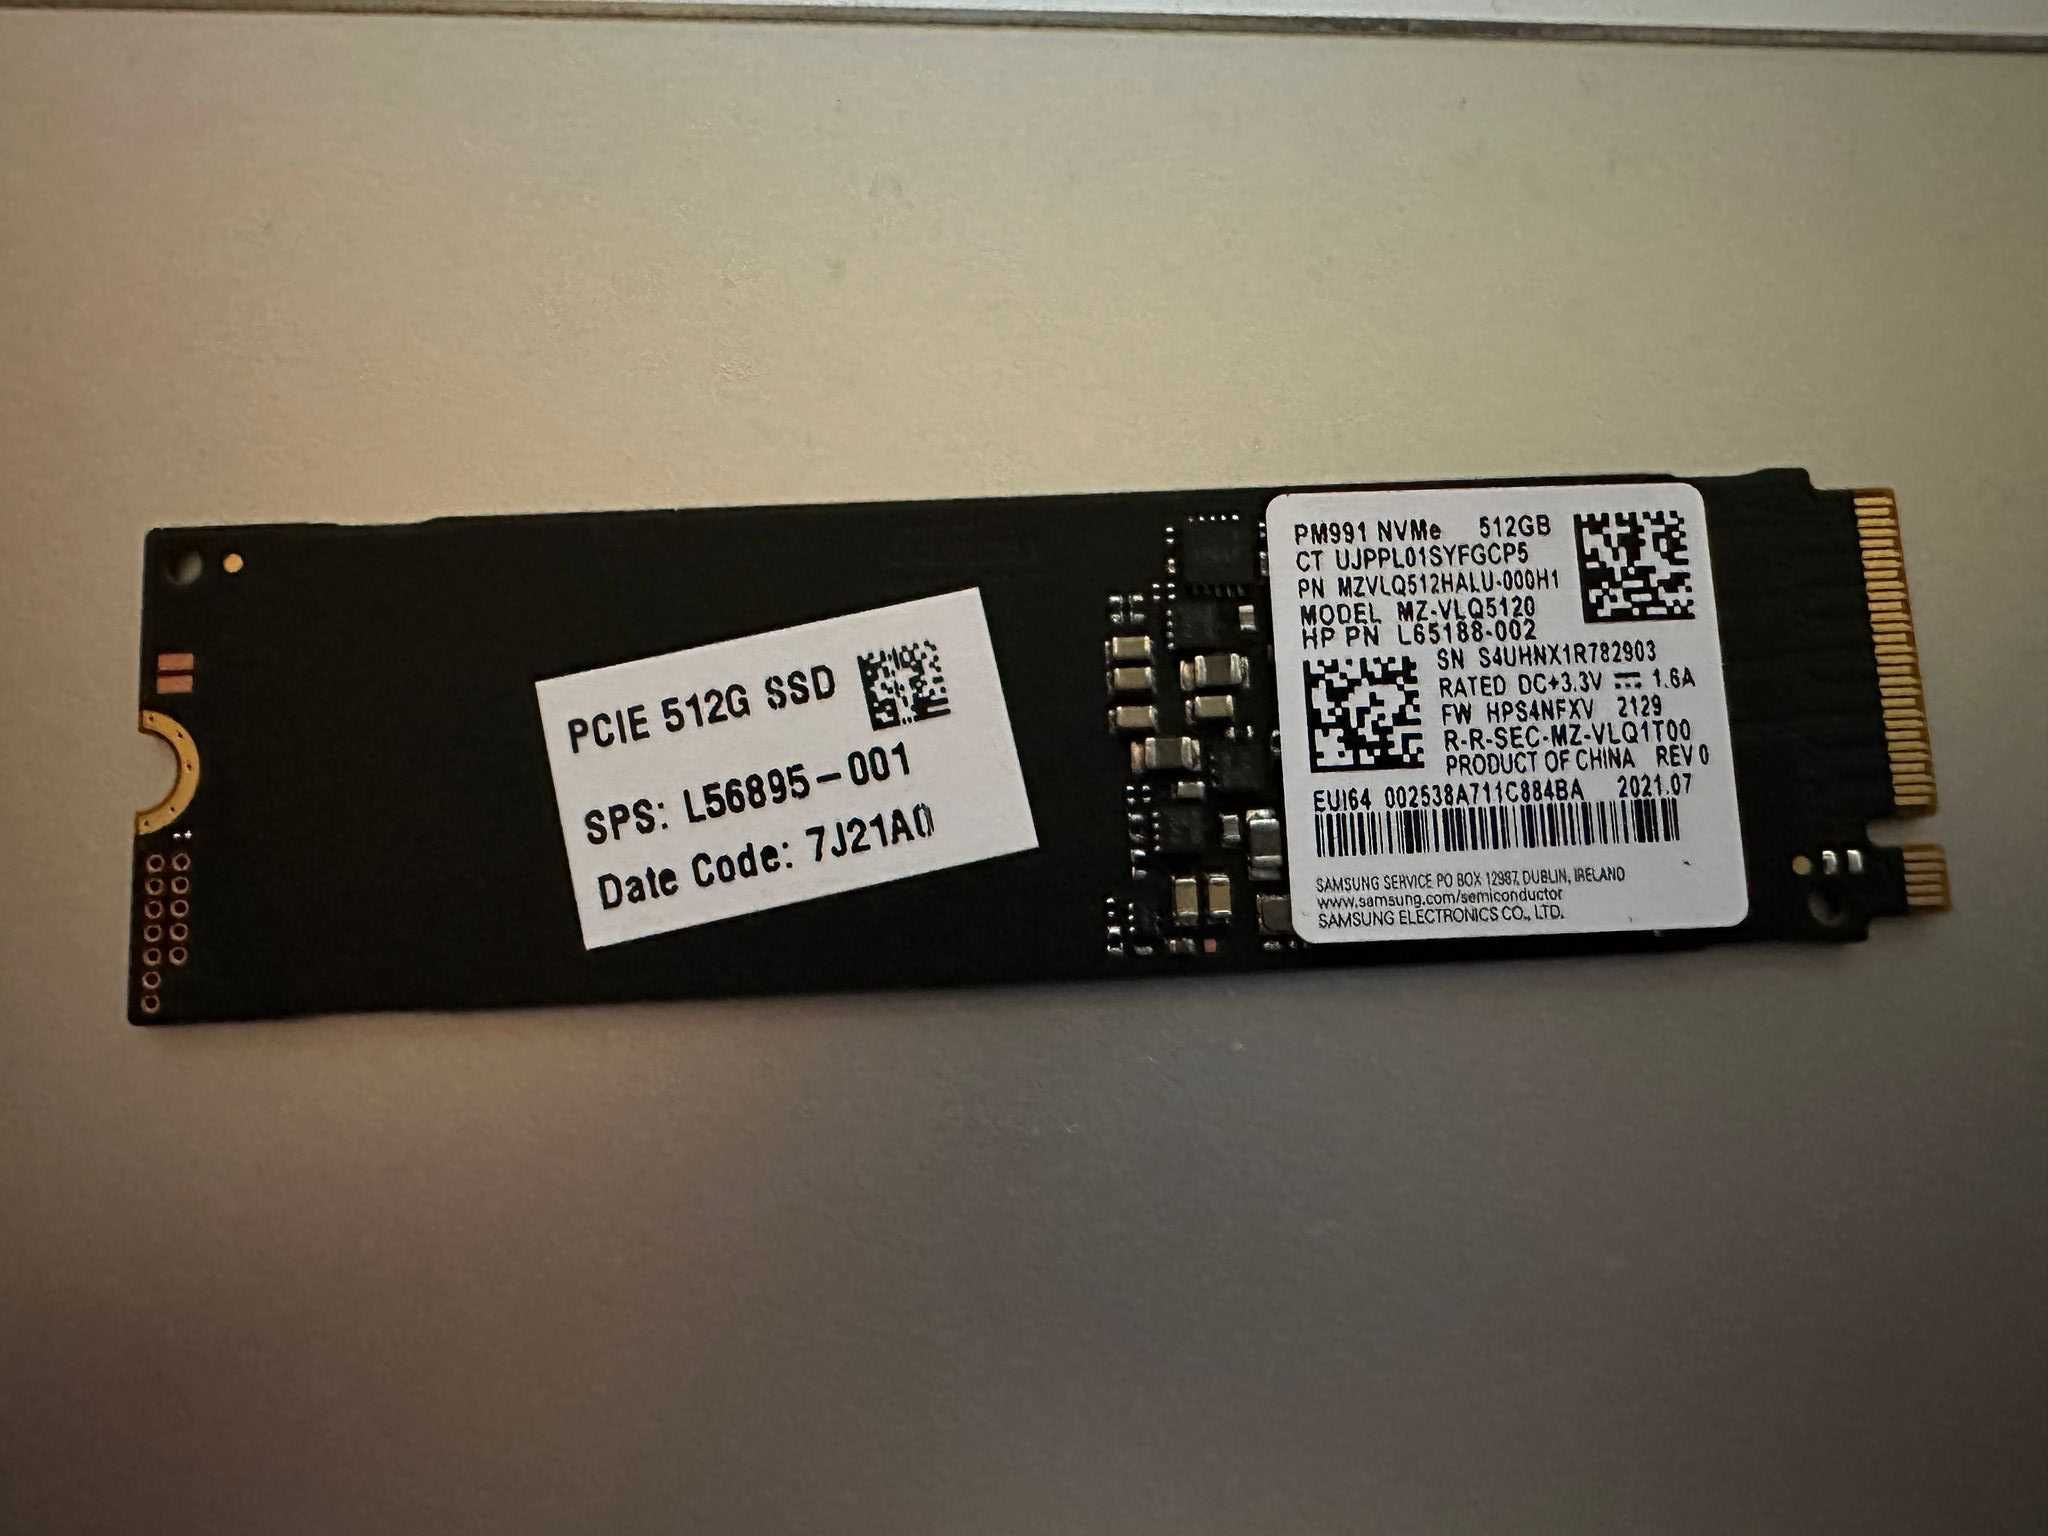 PCIE 512G SSD
SPS: L56895-001
Date Code: 7J21A0
PM991 NVMe 512GB
CT UJPPL01SYFGCP5
PN MZVLQ512HALU-000H1
MODEL MZ-VLQ5120
HP PN L65188-002
SN S4UHNX1R782903
RATED DC+3.3V ⎓ 1.6A
FW HPS4NFXV 2129
R-R-SEC-MZ-VLQ1T00
PRODUCT OF CHINA REV 0
EUI64 002538A711C884BA 2021.07
SAMSUNG SERVICE PO BOX 12987, DUBLIN, IRELAND
www.samsung.com/semiconductor
SAMSUNG ELECTRONICS CO., LTD.